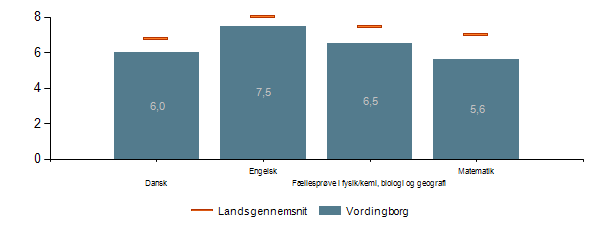 8
6
4
2
0
6,0
7,5
6,5
5,6
Engelsk
Matematik
Dansk
Fællesprøve i fysik/kemi, biologi og geografi
Landsgennemsnit
Vordingborg